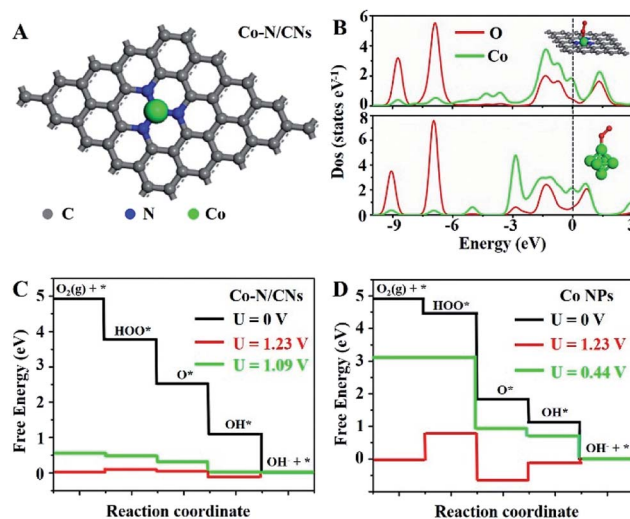 A
Co-N/CNs
C
N
Co
B
O
Co
Dos (states eV⁻¹)
8
6
4
2
0
8
6
4
2
0
-9
-6
-3
0
3
Energy (eV)
C
O₂(g) + *
Co-N/CNs
U = 0 V
U = 1.23 V
U = 1.09 V
HOO*
O*
OH*
OH⁻ + *
Free Energy (eV)
5
4
3
2
1
0
Reaction coordinate
D
O₂(g) + *
Co NPs
HOO*
U = 0 V
U = 1.23 V
U = 0.44 V
O*
OH*
OH⁻ + *
Free Energy (eV)
5
4
3
2
1
0
-1
Reaction coordinate